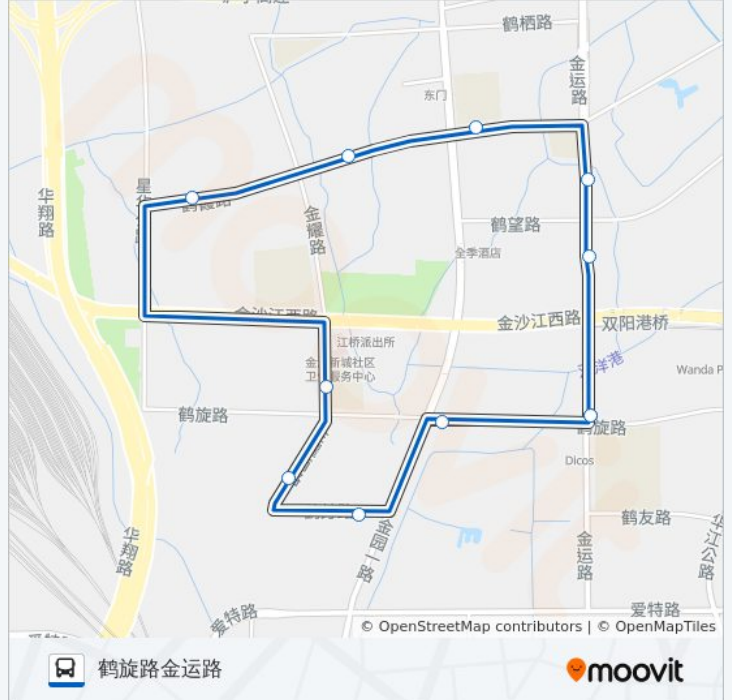 鹤栖路
金运路
东门
华翔路
鹤霞路
金耀路
鹤望路
全季酒店
金沙江西路
金沙江西路
双阳港桥
江桥派出所
新城社区
服务中心
Wanda P
鹤旋路
鹤旋路
Dicos
鹤友路
金园一路
华翔路
金运路
华江公路
爱特路
爱特路
© OpenStreetMap contributors | © OpenMapTiles
鹤旋路金运路
moovit